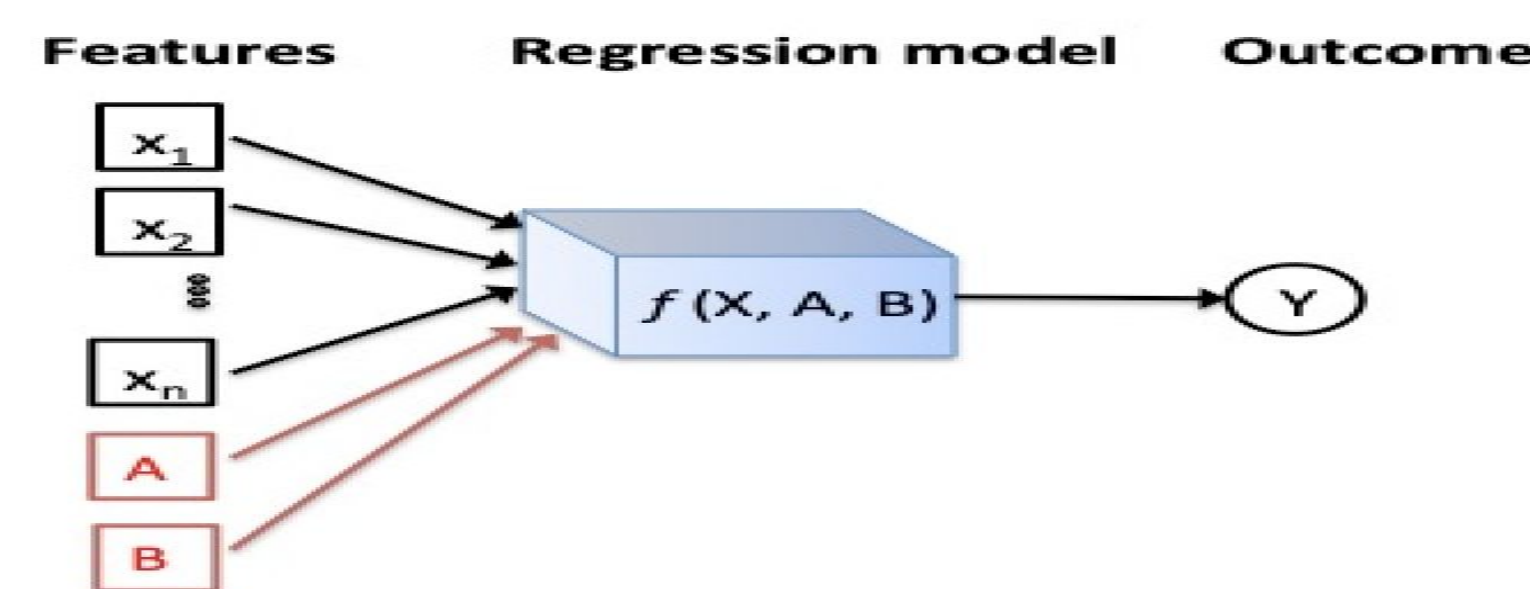 Features Regression model Outcome
x₁
x₂
xₙ
f (X, A, B)
Y
A
B